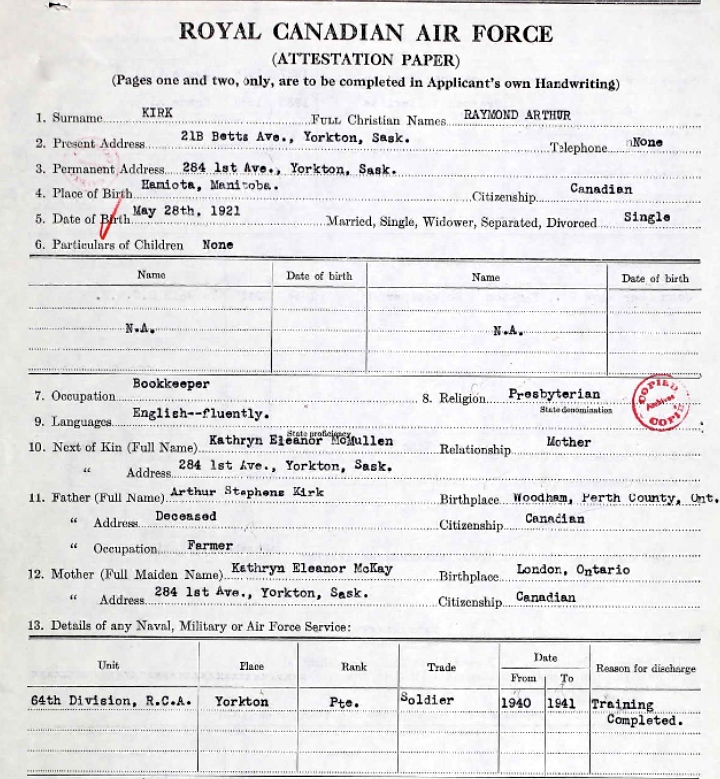 ROYAL CANADIAN AIR FORCE
(ATTESTATION PAPER)
(Pages one and two, only, are to be completed in Applicant's own Handwriting)
1. Surname KIRK FULL Christian Names RAYMOND ARTHUR
2. Present Address 21B Betts Ave., Yorkton, Sask. Telephone None
3. Permanent Address 284 1st Ave., Yorkton, Sask.
4. Place of Birth Hamiota, Manitoba. Citizenship Canadian
5. Date of Birth May 28th, 1921 Married, Single, Widower, Separated, Divorced Single
6. Particulars of Children None
Name Date of birth Name Date of birth
N.A. N.A.
7. Occupation Bookkeeper 8. Religion Presbyterian
State denomination
COPIED
Archives
COPIE
9. Languages English--fluently.
State proficiency
10. Next of Kin (Full Name) Kathryn Eleanor McMullen Relationship Mother
" Address 284 1st Ave., Yorkton, Sask.
11. Father (Full Name) Arthur Stephens Kirk Birthplace Woodham, Perth County, Ont.
" Address Deceased Citizenship Canadian
" Occupation Farmer
12. Mother (Full Maiden Name) Kathryn Eleanor McKay Birthplace London, Ontario
" Address 284 1st Ave., Yorkton, Sask. Citizenship Canadian
13. Details of any Naval, Military or Air Force Service:
Unit Place Rank Trade Date Reason for discharge
From To
64th Division, R.C.A. Yorkton Pte. Soldier 1940 1941 Training
Completed.